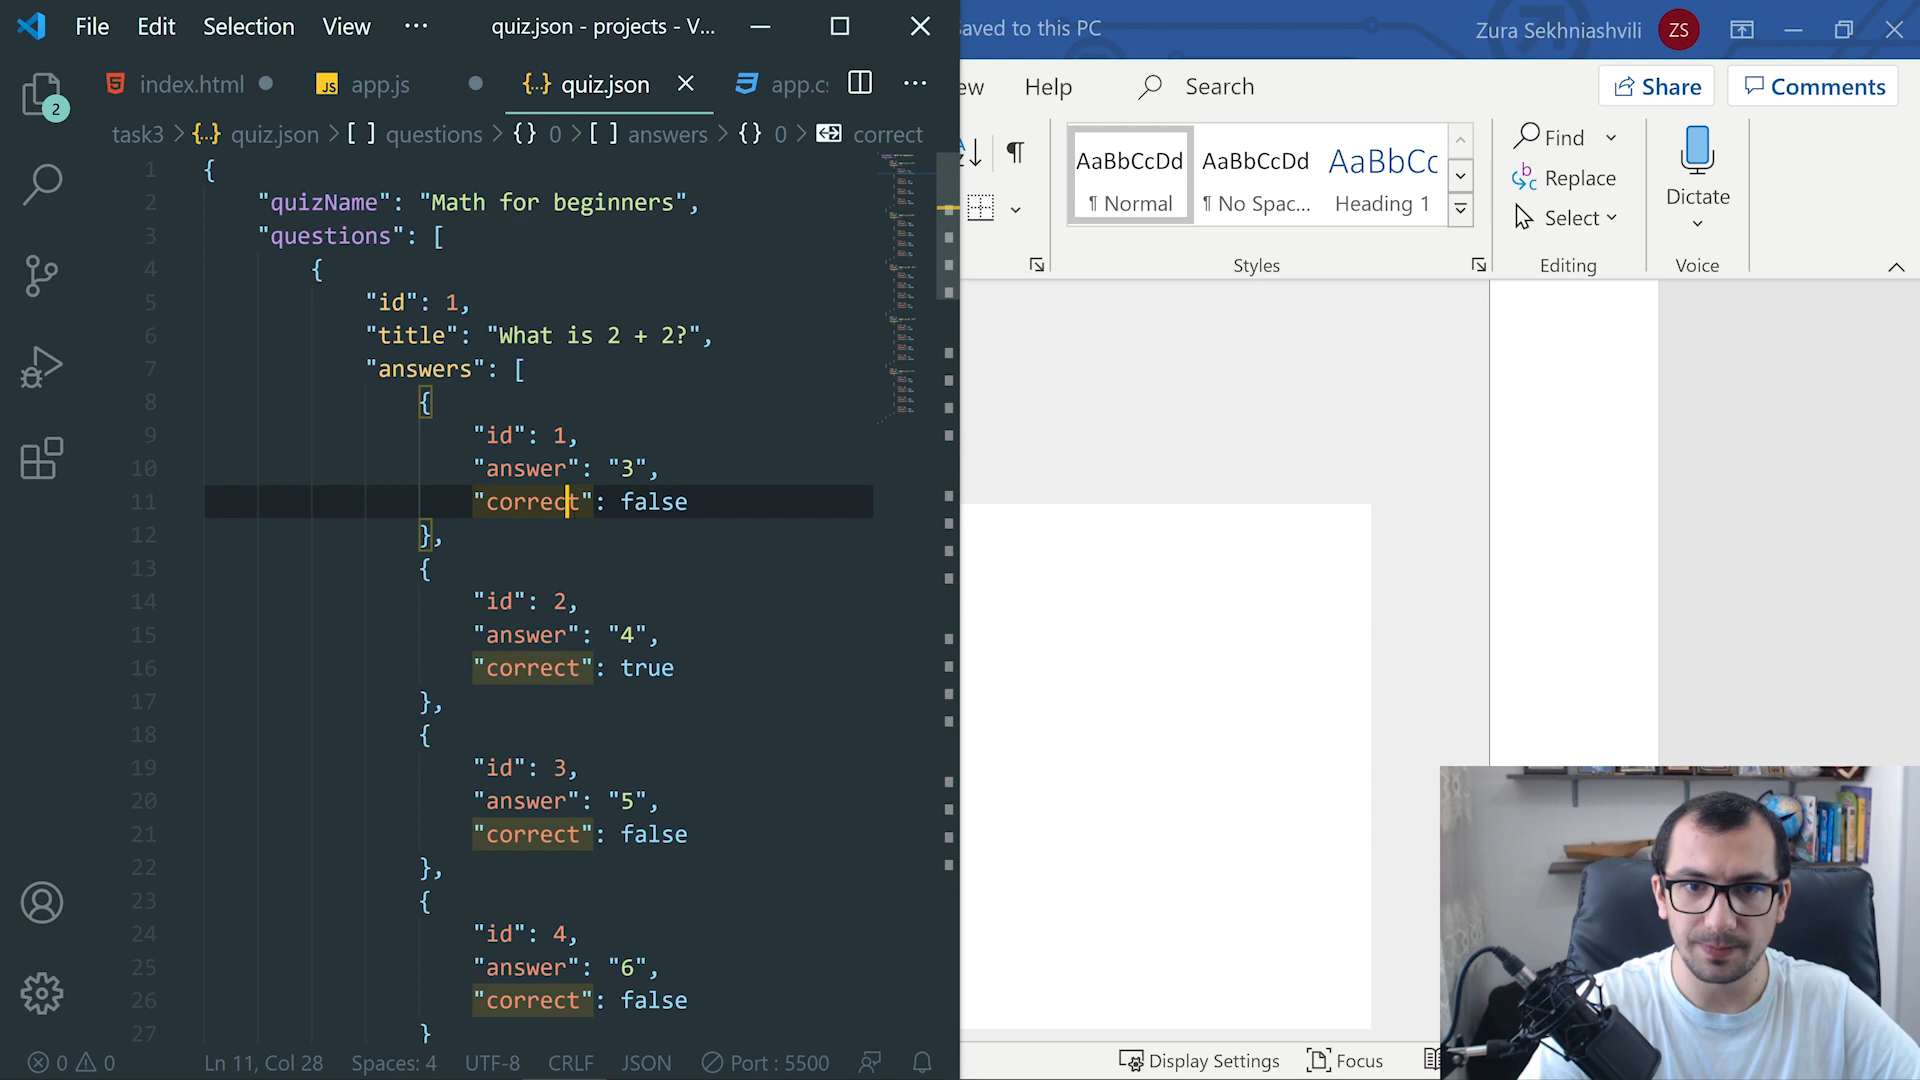 File Edit Selection View ··· quiz.json - projects - V...
index.html JS app.js {..} quiz.json app.cs ···
2
task3 > {..} quiz.json > [ ] questions > {} 0 > [ ] answers > {} 0 > correct
1 {
2 "quizName": "Math for beginners",
3 "questions": [
4 {
5 "id": 1,
6 "title": "What is 2 + 2?",
7 "answers": [
8 {
9 "id": 1,
10 "answer": "3",
11 "correct": false
12 },
13 {
14 "id": 2,
15 "answer": "4",
16 "correct": true
17 },
18 {
19 "id": 3,
20 "answer": "5",
21 "correct": false
22 },
23 {
24 "id": 4,
25 "answer": "6",
26 "correct": false
27 }
0 0 Ln 11, Col 28 Spaces: 4 UTF-8 CRLF JSON Port : 5500
Saved to this PC Zura Sekhniashvili ZS
ew Help Search Share Comments
AaBbCcDd AaBbCcDd AaBbCc
¶ Normal ¶ No Spac... Heading 1
Styles
Find
Replace
Select
Editing
Dictate
Voice
Display Settings Focus